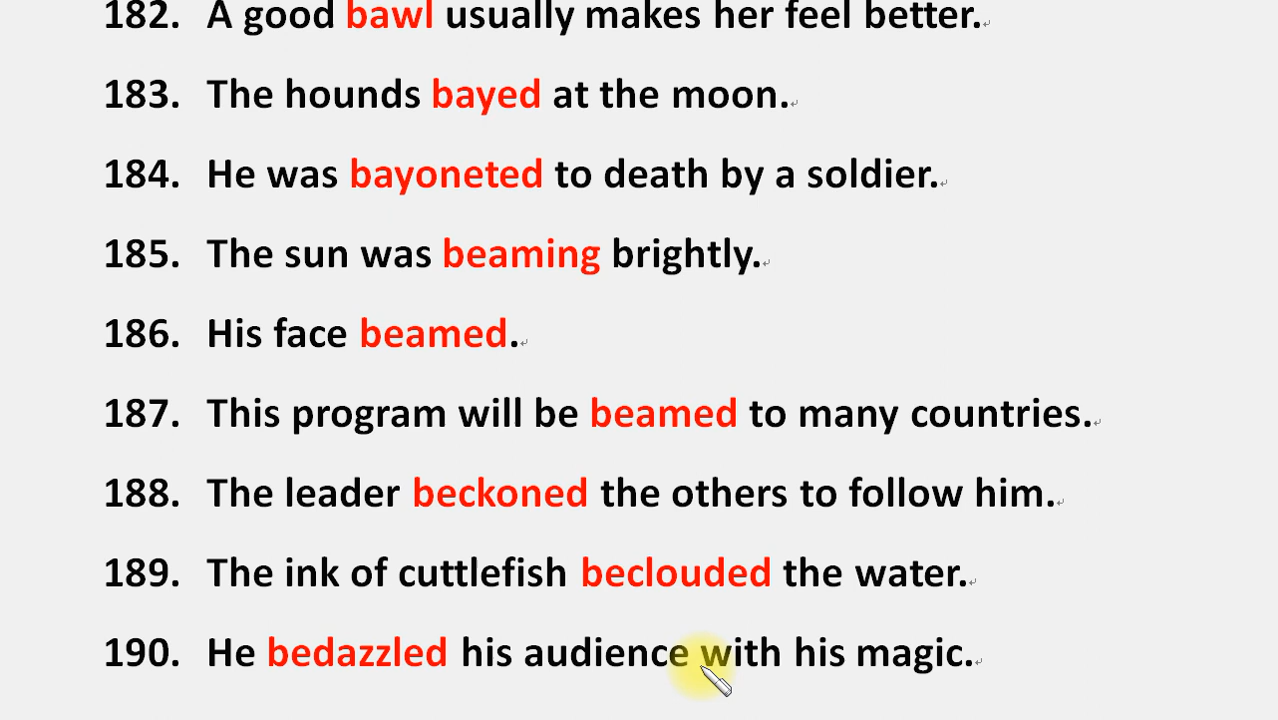 182. A good bawl usually makes her feel better.
183. The hounds bayed at the moon.
184. He was bayoneted to death by a soldier.
185. The sun was beaming brightly.
186. His face beamed.
187. This program will be beamed to many countries.
188. The leader beckoned the others to follow him.
189. The ink of cuttlefish beclouded the water.
190. He bedazzled his audience with his magic.